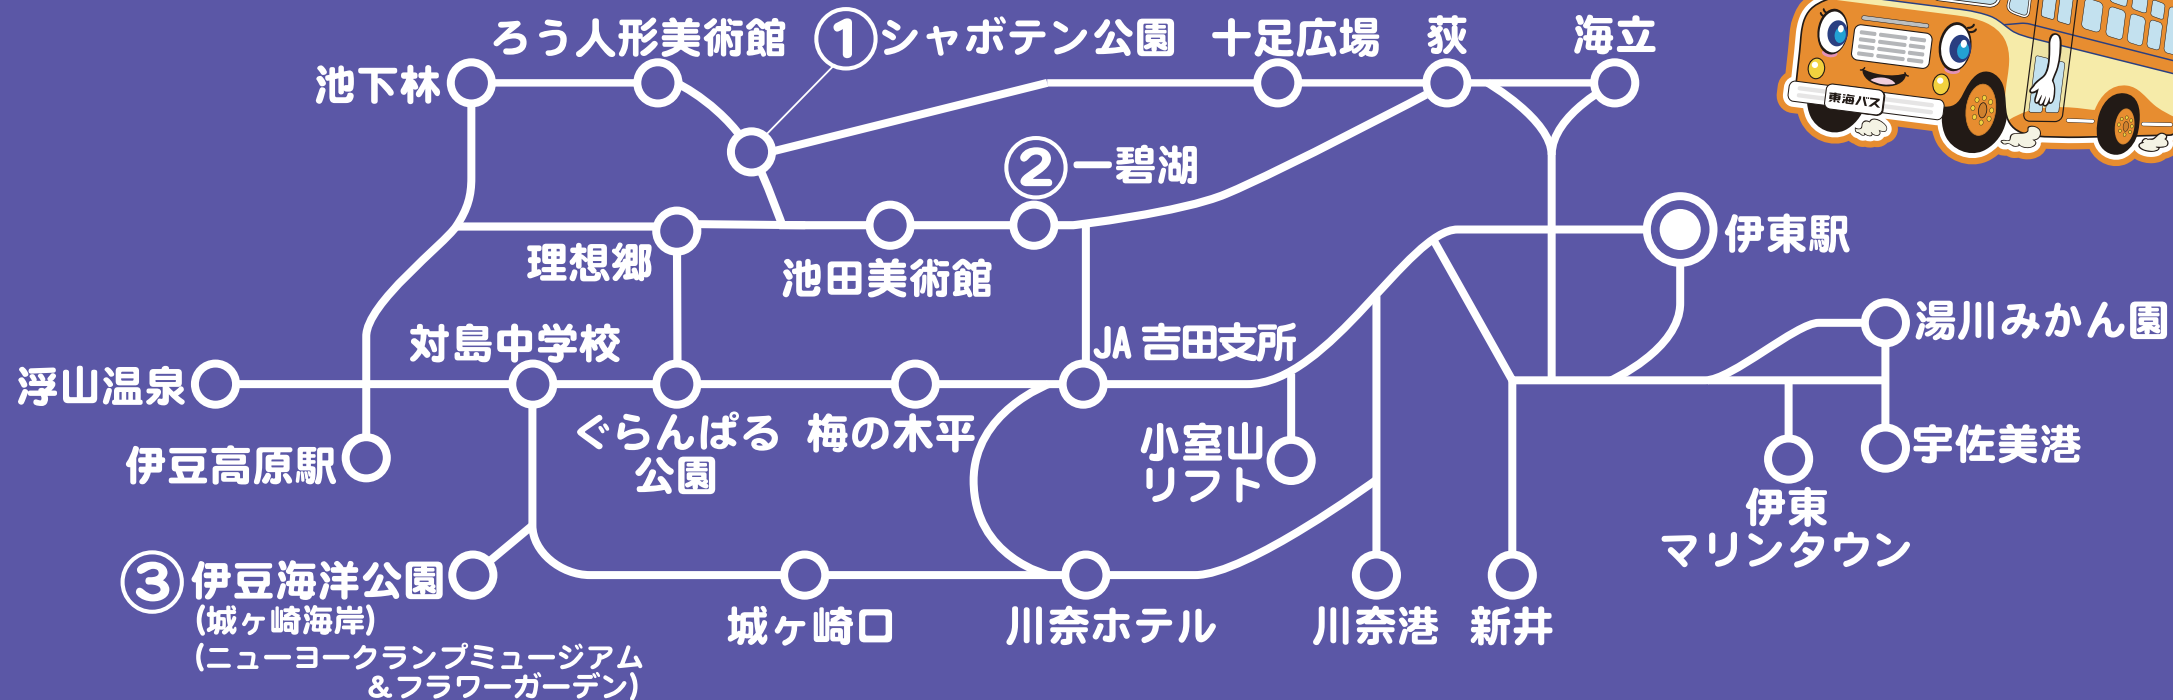 ろう人形美術館
①シャボテン公園
十足広場
荻
海立
池下林
東海バス
②一碧湖
伊東駅
理想郷
池田美術館
湯川みかん園
対島中学校
JA 吉田支所
浮山温泉
ぐらんぱる
公園
梅の木平
小室山
リフト
宇佐美港
伊豆高原駅
伊東
マリンタウン
③伊豆海洋公園
(城ヶ崎海岸)
(ニューヨークランプミュージアム
&フラワーガーデン)
城ヶ崎口
川奈ホテル
川奈港
新井